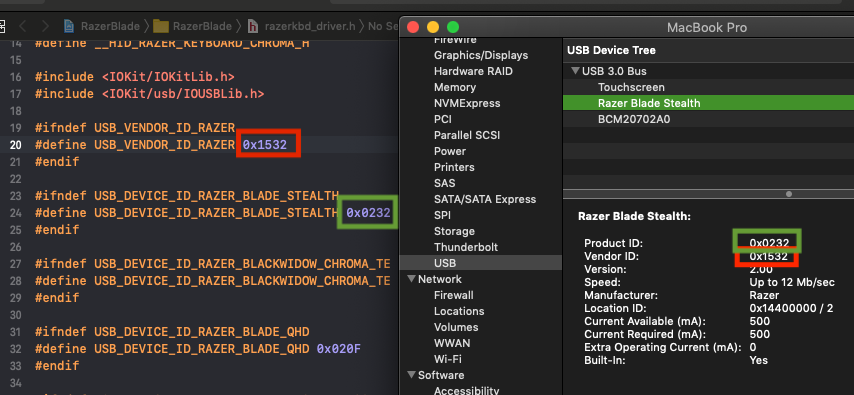 RazerBlade
RazerBlade
razerkbd_driver.h
No Se
14 #define __HID_RAZER_KEYBOARD_CHROMA_H
15
16 #include <IOKit/IOKitLib.h>
17 #include <IOKit/usb/IOUSBLib.h>
18
19 #ifndef USB_VENDOR_ID_RAZER
20 #define USB_VENDOR_ID_RAZER 0x1532
21 #endif
22
23 #ifndef USB_DEVICE_ID_RAZER_BLADE_STEALTH
24 #define USB_DEVICE_ID_RAZER_BLADE_STEALTH 0x0232
25 #endif
26
27 #ifndef USB_DEVICE_ID_RAZER_BLACKWIDOW_CHROMA_TE
28 #define USB_DEVICE_ID_RAZER_BLACKWIDOW_CHROMA_TE
29 #endif
30
31 #ifndef USB_DEVICE_ID_RAZER_BLADE_QHD
32 #define USB_DEVICE_ID_RAZER_BLADE_QHD 0x020F
33 #endif
34
MacBook Pro
FireWire
Graphics/Displays
Hardware RAID
Memory
NVMExpress
PCI
Parallel SCSI
Power
Printers
SAS
SATA/SATA Express
SPI
Storage
Thunderbolt
USB
Network
Firewall
Locations
Volumes
WWAN
Wi-Fi
Software
Accessibility
USB Device Tree
USB 3.0 Bus
Touchscreen
Razer Blade Stealth
BCM20702A0
Razer Blade Stealth:
Product ID: 0x0232
Vendor ID: 0x1532
Version: 2.00
Speed: Up to 12 Mb/sec
Manufacturer: Razer
Location ID: 0x14400000 / 2
Current Available (mA): 500
Current Required (mA): 500
Extra Operating Current (mA): 0
Built-In: Yes